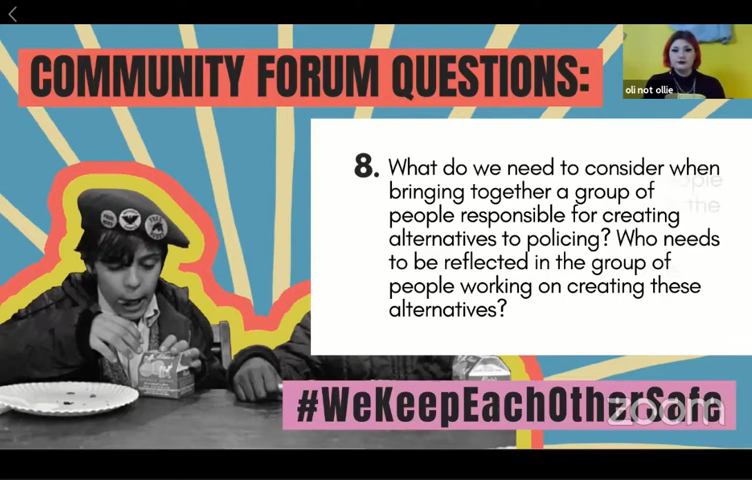 COMMUNITY FORUM QUESTIONS:
oli not ollie
8. What do we need to consider when
bringing together a group of
people responsible for creating
alternatives to policing? Who needs
to be reflected in the group of
people working on creating these
alternatives?
#WeKeepEachOtherSafe
zoom